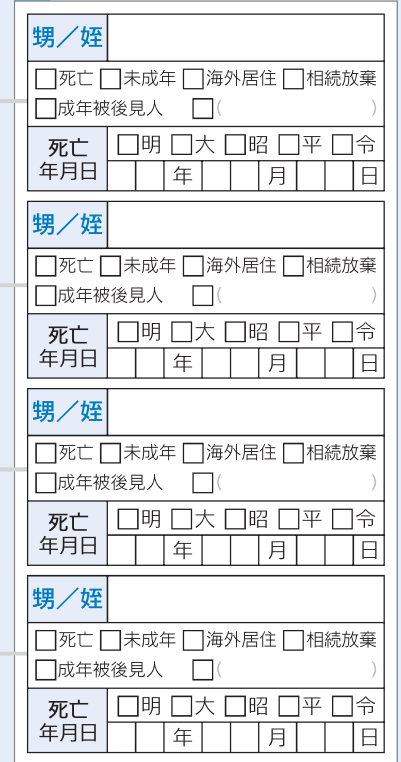 甥／姪
□死亡 □未成年 □海外居住 □相続放棄
□成年被後見人 □( )
死亡年月日 □明 □大 □昭 □平 □令
年 月 日
甥／姪
□死亡 □未成年 □海外居住 □相続放棄
□成年被後見人 □( )
死亡年月日 □明 □大 □昭 □平 □令
年 月 日
甥／姪
□死亡 □未成年 □海外居住 □相続放棄
□成年被後見人 □( )
死亡年月日 □明 □大 □昭 □平 □令
年 月 日
甥／姪
□死亡 □未成年 □海外居住 □相続放棄
□成年被後見人 □( )
死亡年月日 □明 □大 □昭 □平 □令
年 月 日